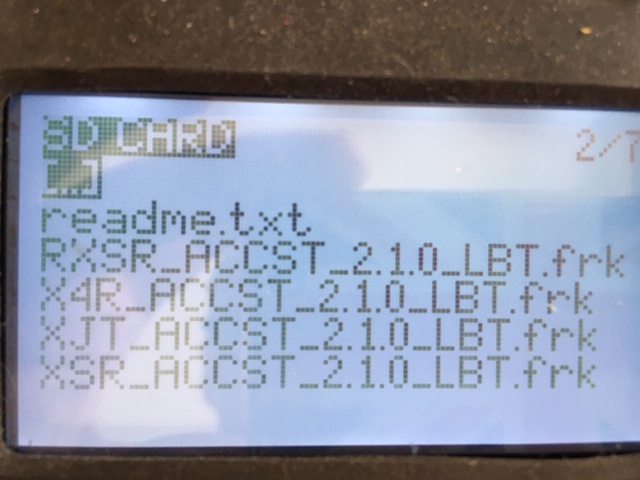 SD CARD 2/7
[..]
readme.txt
RXSR_ACCST_2.1.0_LBT.frk
X4R_ACCST_2.1.0_LBT.frk
XJT_ACCST_2.1.0_LBT.frk
XSR_ACCST_2.1.0_LBT.frk